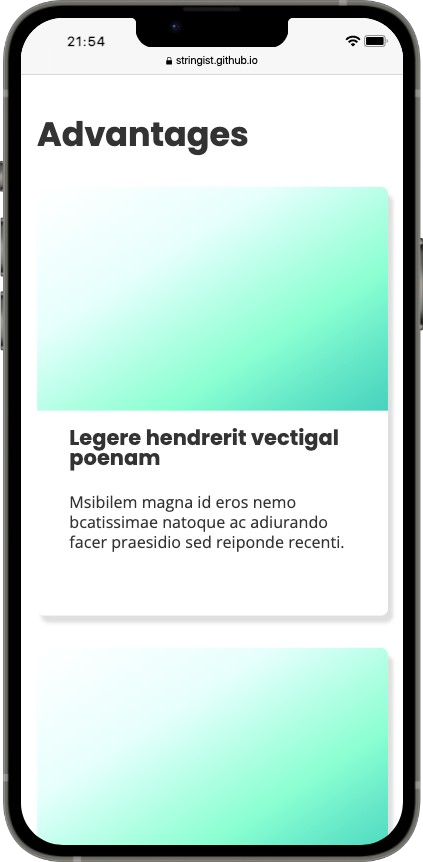 21:54
stringist.github.io
Advantages
Legere hendrerit vectigal
poenam
Msibilem magna id eros nemo
bcatissimae natoque ac adiurando
facer praesidio sed reiponde recenti.